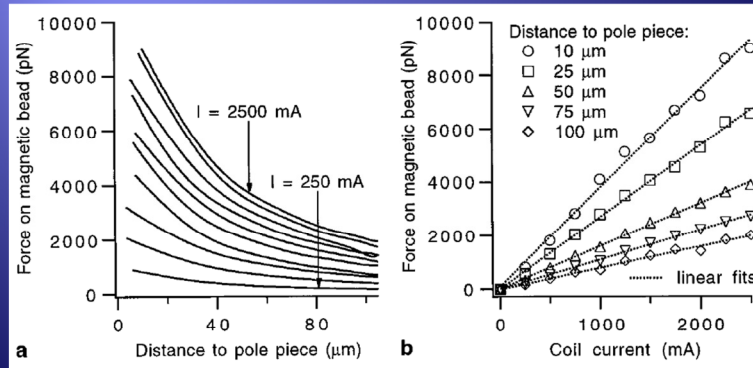 Force on magnetic bead (pN)
10000
8000
6000
4000
2000
0
I = 2500 mA
I = 250 mA
0 40 80
Distance to pole piece (μm)
a
Force on magnetic bead (pN)
10000
8000
6000
4000
2000
0
Distance to pole piece:
10 μm
25 μm
50 μm
75 μm
100 μm
linear fits
0 1000 2000
Coil current (mA)
b